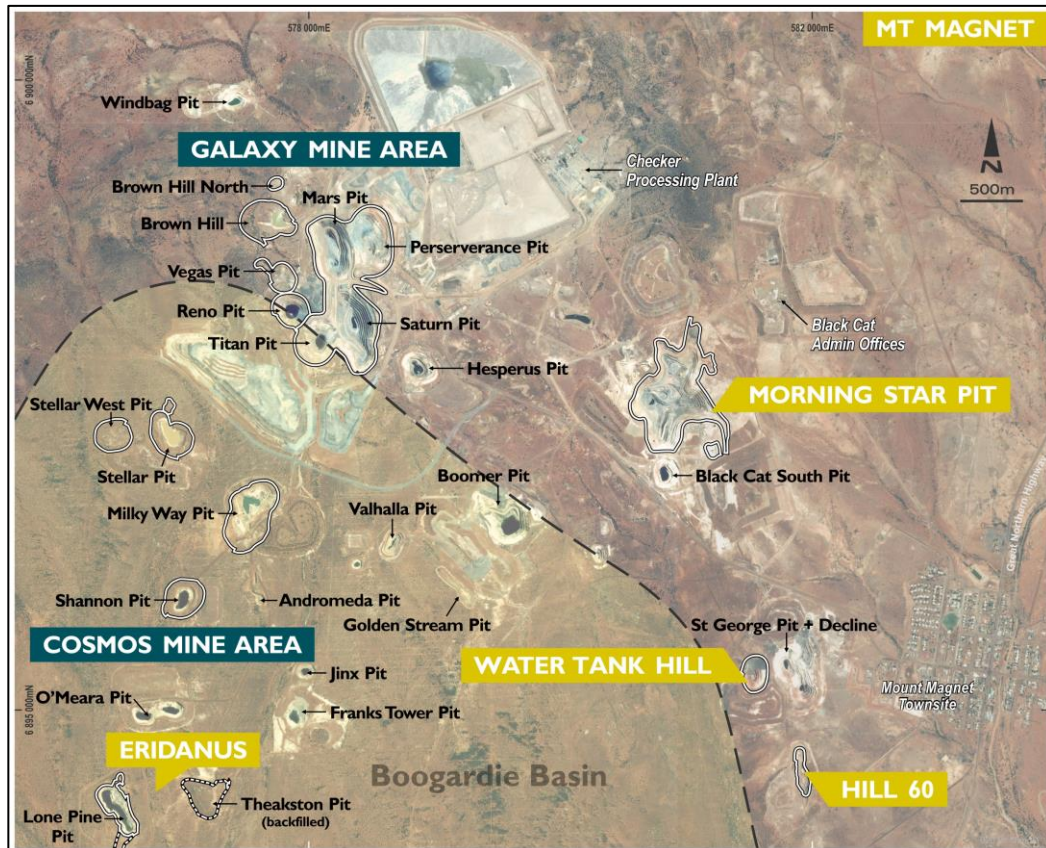 578 000mE
582 000mE
MT MAGNET
6 900 000mN
Windbag Pit
GALAXY MINE AREA
Checker
Processing Plant
N
500m
Brown Hill North
Mars Pit
Brown Hill
Perserverance Pit
Vegas Pit
Reno Pit
Saturn Pit
Titan Pit
Black Cat
Admin Offices
Hesperus Pit
MORNING STAR PIT
Stellar West Pit
Stellar Pit
Black Cat South Pit
Boomer Pit
Milky Way Pit
Valhalla Pit
Great Northern Highway
Shannon Pit
Andromeda Pit
Golden Stream Pit
St George Pit + Decline
COSMOS MINE AREA
WATER TANK HILL
Jinx Pit
Mount Magnet
Townsite
O'Meara Pit
Franks Tower Pit
6 895 000mN
ERIDANUS
Boogardie Basin
HILL 60
Theakston Pit
(backfilled)
Lone Pine
Pit